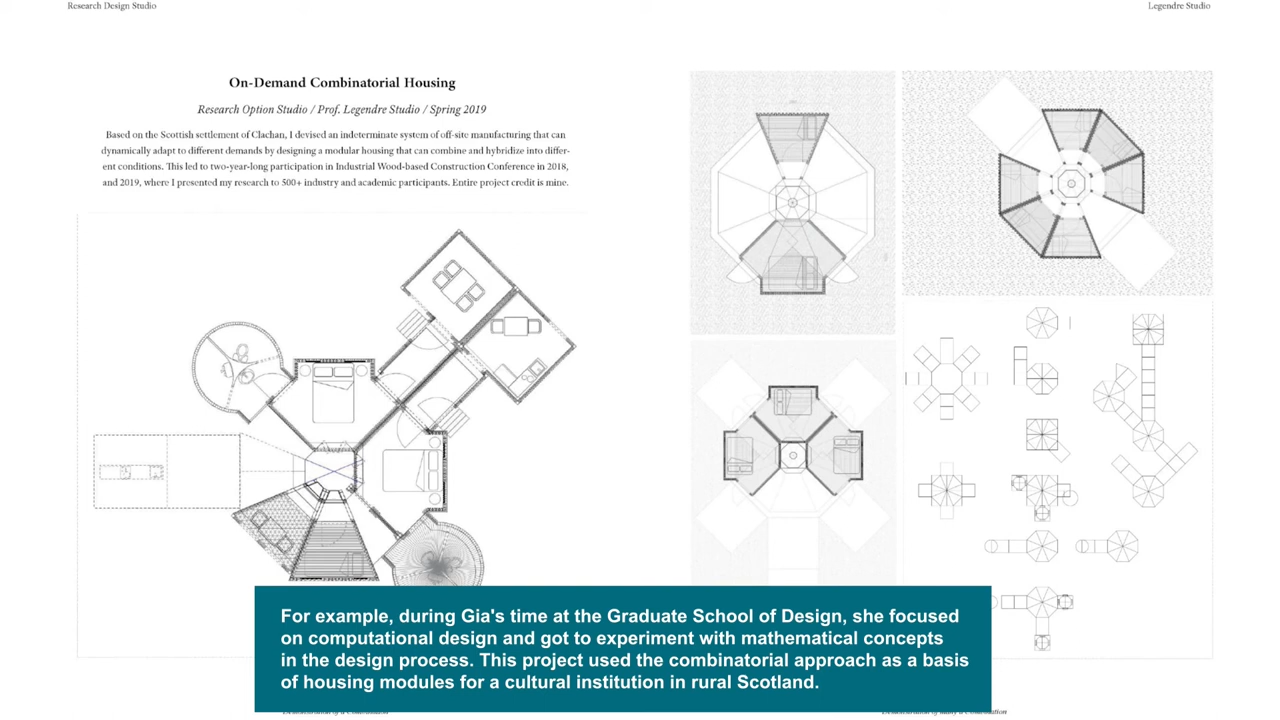 Research Design Studio
Legendre Studio
On-Demand Combinatorial Housing
Research Option Studio / Prof. Legendre Studio / Spring 2019
Based on the Scottish settlement of Clachan, I devised an indeterminate system of off-site manufacturing that can
dynamically adapt to different demands by designing a modular housing that can combine and hybridize into differ-
ent conditions. This led to two-year-long participation in Industrial Wood-based Construction Conference in 2018,
and 2019, where I presented my research to 500+ industry and academic participants. Entire project credit is mine.
For example, during Gia's time at the Graduate School of Design, she focused
on computational design and got to experiment with mathematical concepts
in the design process. This project used the combinatorial approach as a basis
of housing modules for a cultural institution in rural Scotland.